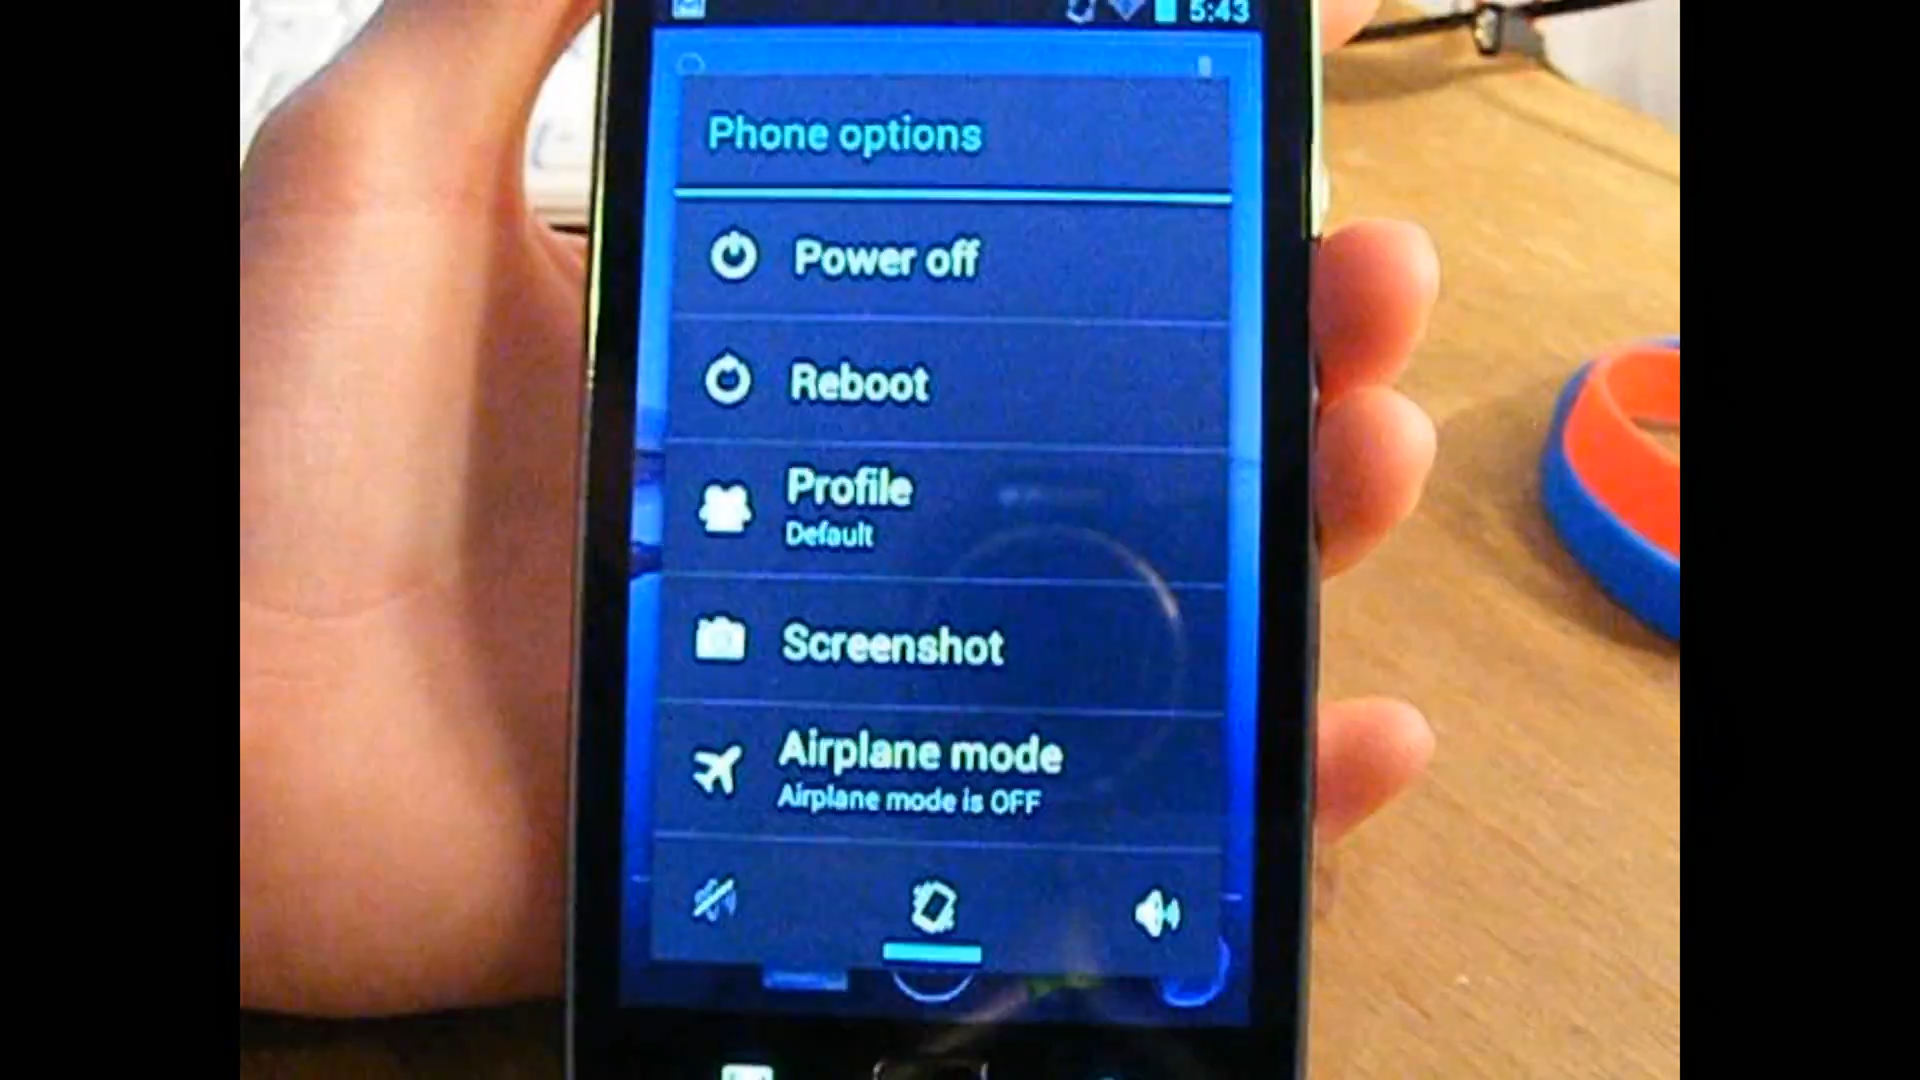 5:43
Phone options
Power off
Reboot
Profile
Default
Screenshot
Airplane mode
Airplane mode is OFF